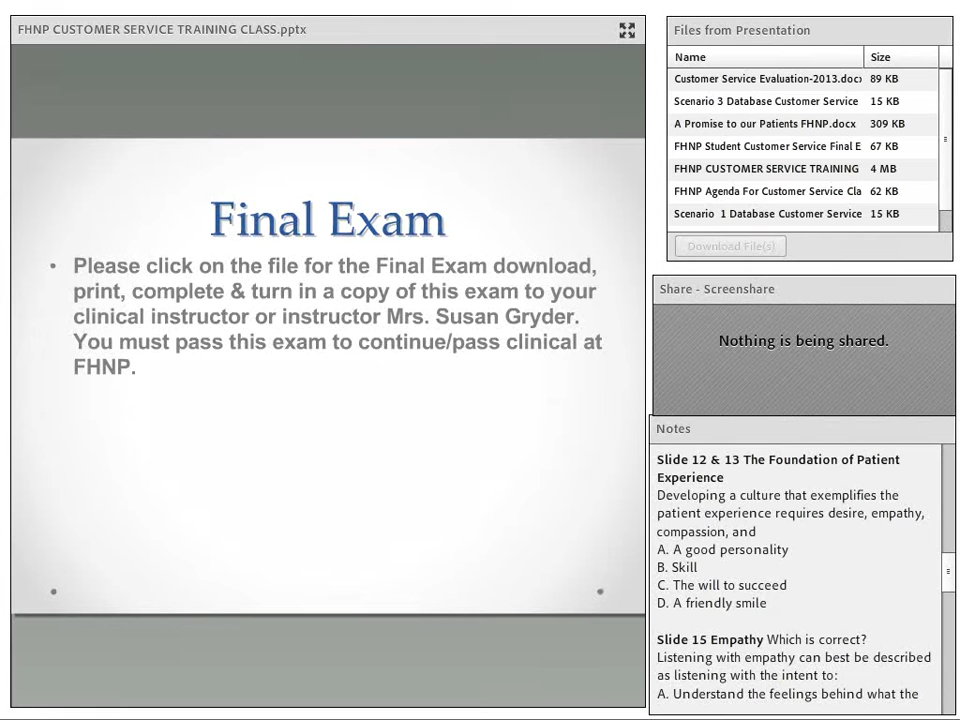 FHNP CUSTOMER SERVICE TRAINING CLASS.pptx
Final Exam
• Please click on the file for the Final Exam download,
print, complete & turn in a copy of this exam to your
clinical instructor or instructor Mrs. Susan Gryder.
You must pass this exam to continue/pass clinical at
FHNP.
Files from Presentation
Name Size
Customer Service Evaluation-2013.docx 89 KB
Scenario 3 Database Customer Service 15 KB
A Promise to our Patients FHNP.docx 309 KB
FHNP Student Customer Service Final E 67 KB
FHNP CUSTOMER SERVICE TRAINING 4 MB
FHNP Agenda For Customer Service Cla 62 KB
Scenario 1 Database Customer Service 15 KB
Download File(s)
Share - Screenshare
Nothing is being shared.
Notes
Slide 12 & 13 The Foundation of Patient
Experience
Developing a culture that exemplifies the
patient experience requires desire, empathy,
compassion, and
A. A good personality
B. Skill
C. The will to succeed
D. A friendly smile
Slide 15 Empathy Which is correct?
Listening with empathy can best be described
as listening with the intent to:
A. Understand the feelings behind what the